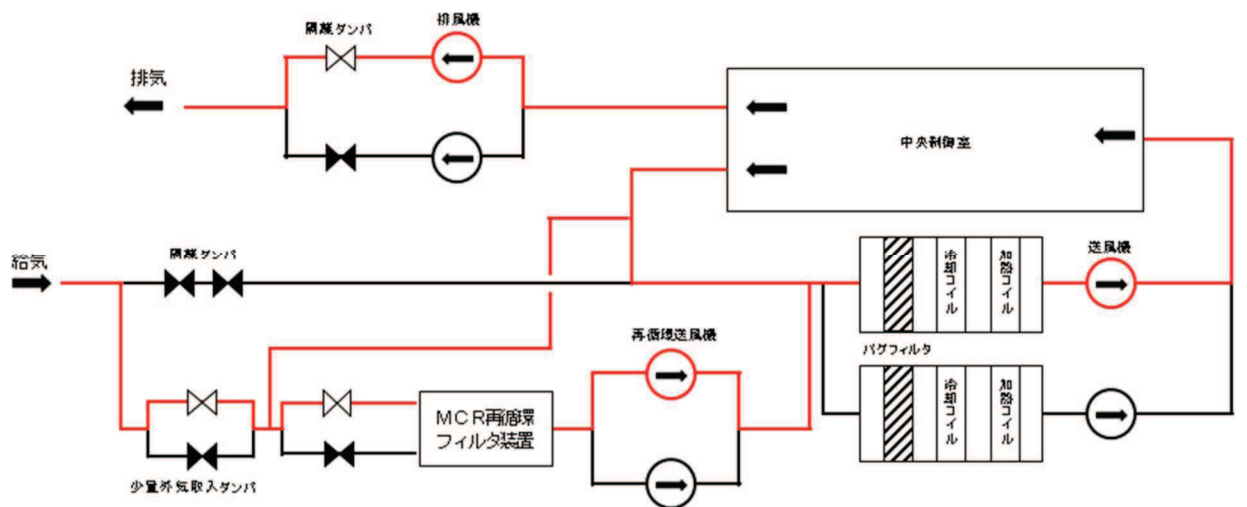 隔離ダンパ
排風機
排気
中央制御室
給気
隔離ダンパ
冷却コイル
加熱コイル
送風機
再循環送風機
バグフィルタ
冷却コイル
加熱コイル
MCR再循環
フィルタ装置
少量外気取入ダンパ